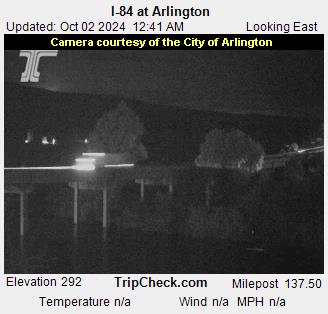 I-84 at Arlington
Updated: Oct 02 2024 12:41 AM Looking East
Camera courtesy of the City of Arlington
Elevation 292 TripCheck.com Milepost 137.50
Temperature n/a Wind n/a MPH n/a